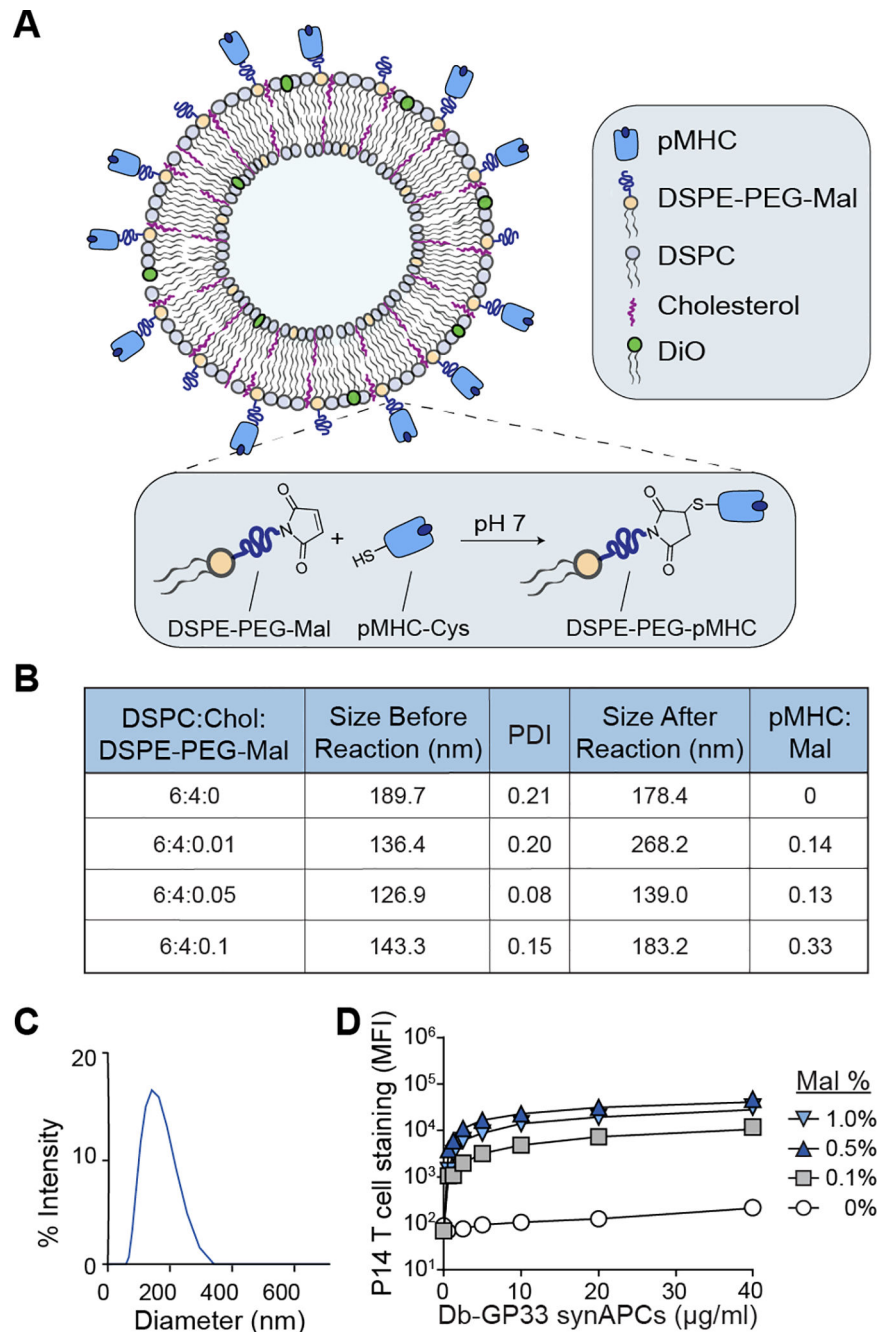 A
pMHC
DSPE-PEG-Mal
DSPC
Cholesterol
DiO
O
N
O
+
HS
pH 7
O
N
O
S
DSPE-PEG-Mal
pMHC-Cys
DSPE-PEG-pMHC
B
DSPC:Chol: Size Before PDI Size After pMHC:
DSPE-PEG-Mal Reaction (nm) Reaction (nm) Mal
6:4:0 189.7 0.21 178.4 0
6:4:0.01 136.4 0.20 268.2 0.14
6:4:0.05 126.9 0.08 139.0 0.13
6:4:0.1 143.3 0.15 183.2 0.33
C
% Intensity
20
10
0
0 200 400 600
Diameter (nm)
D
P14 T cell staining (MFI)
10⁶
10⁵
10⁴
10³
10²
10¹
0 10 20 30 40
Db-GP33 synAPCs (µg/ml)
Mal %
1.0%
0.5%
0.1%
0%